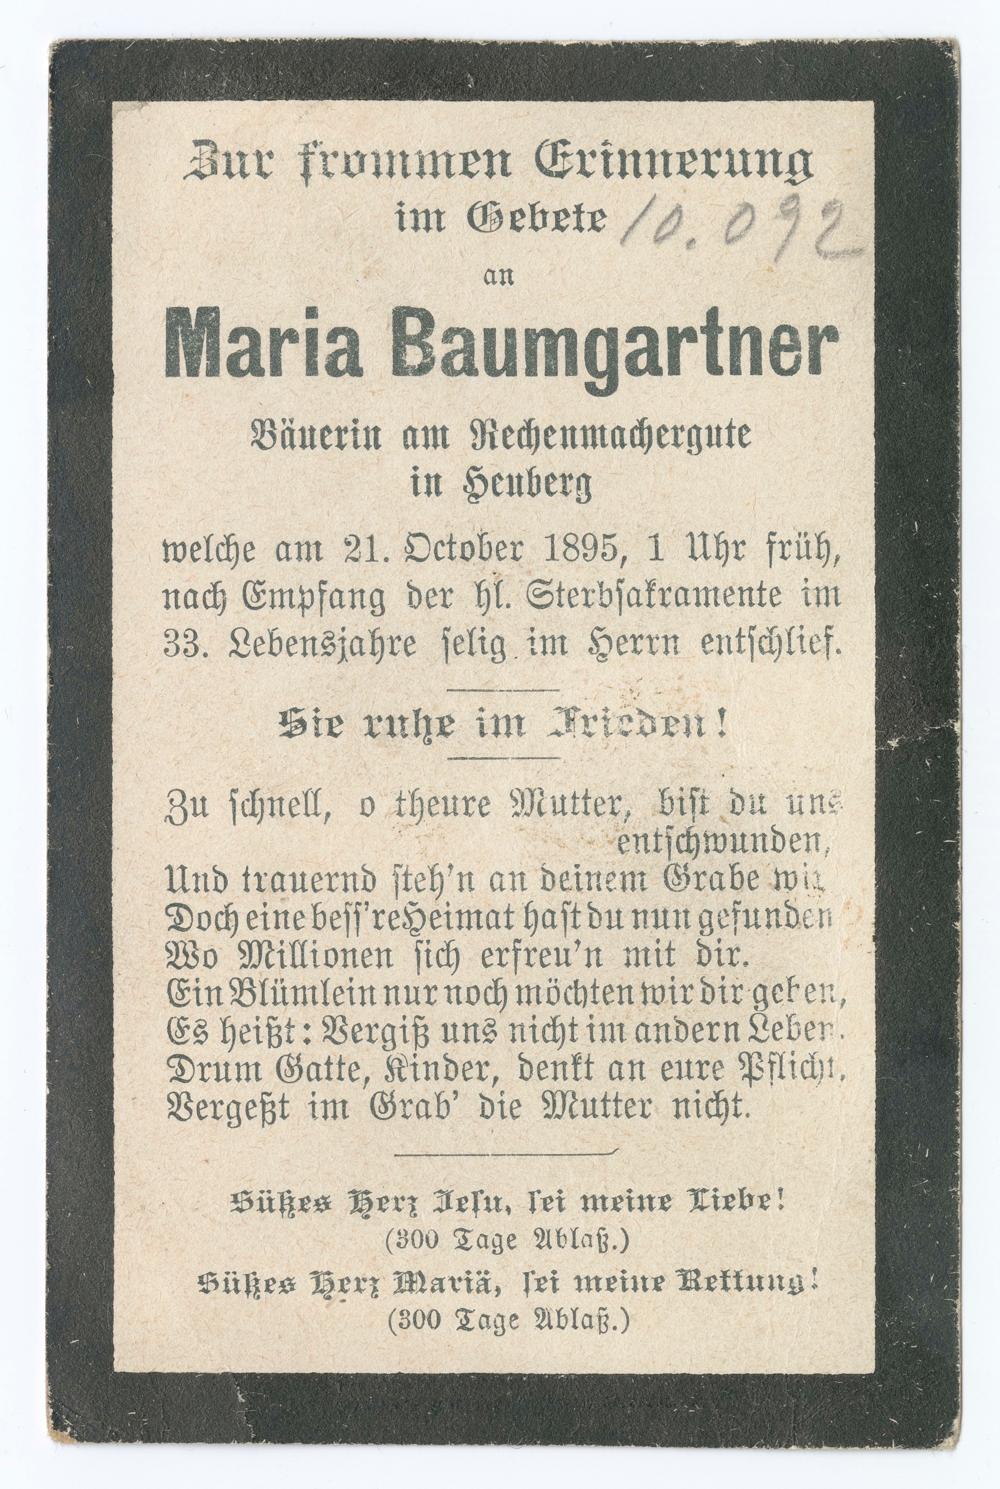 Zur frommen Erinnerung
im Gebete 10.092
an
Maria Baumgartner
Bäuerin am Rechenmachergute
in Heuberg
welche am 21. October 1895, 1 Uhr früh,
nach Empfang der hl. Sterbsakramente im
33. Lebensjahre selig im Herrn entschlief.
Sie ruhe im Frieden!
Zu schnell, o theure Mutter, bist du uns
entschwunden,
Und trauernd steh'n an deinem Grabe wir
Doch eine bess're Heimat hast du nun gefunden
Wo Millionen sich erfreu'n mit dir.
Ein Blümlein nur noch möchten wir dir geben,
Es heißt: Vergiß uns nicht im andern Leben.
Drum Gatte, Kinder, denkt an eure Pflicht,
Vergeßt im Grab' die Mutter nicht.
Süßes Herz Jesu, sei meine Liebe!
(300 Tage Ablaß.)
Süßes Herz Mariä, sei meine Rettung!
(300 Tage Ablaß.)